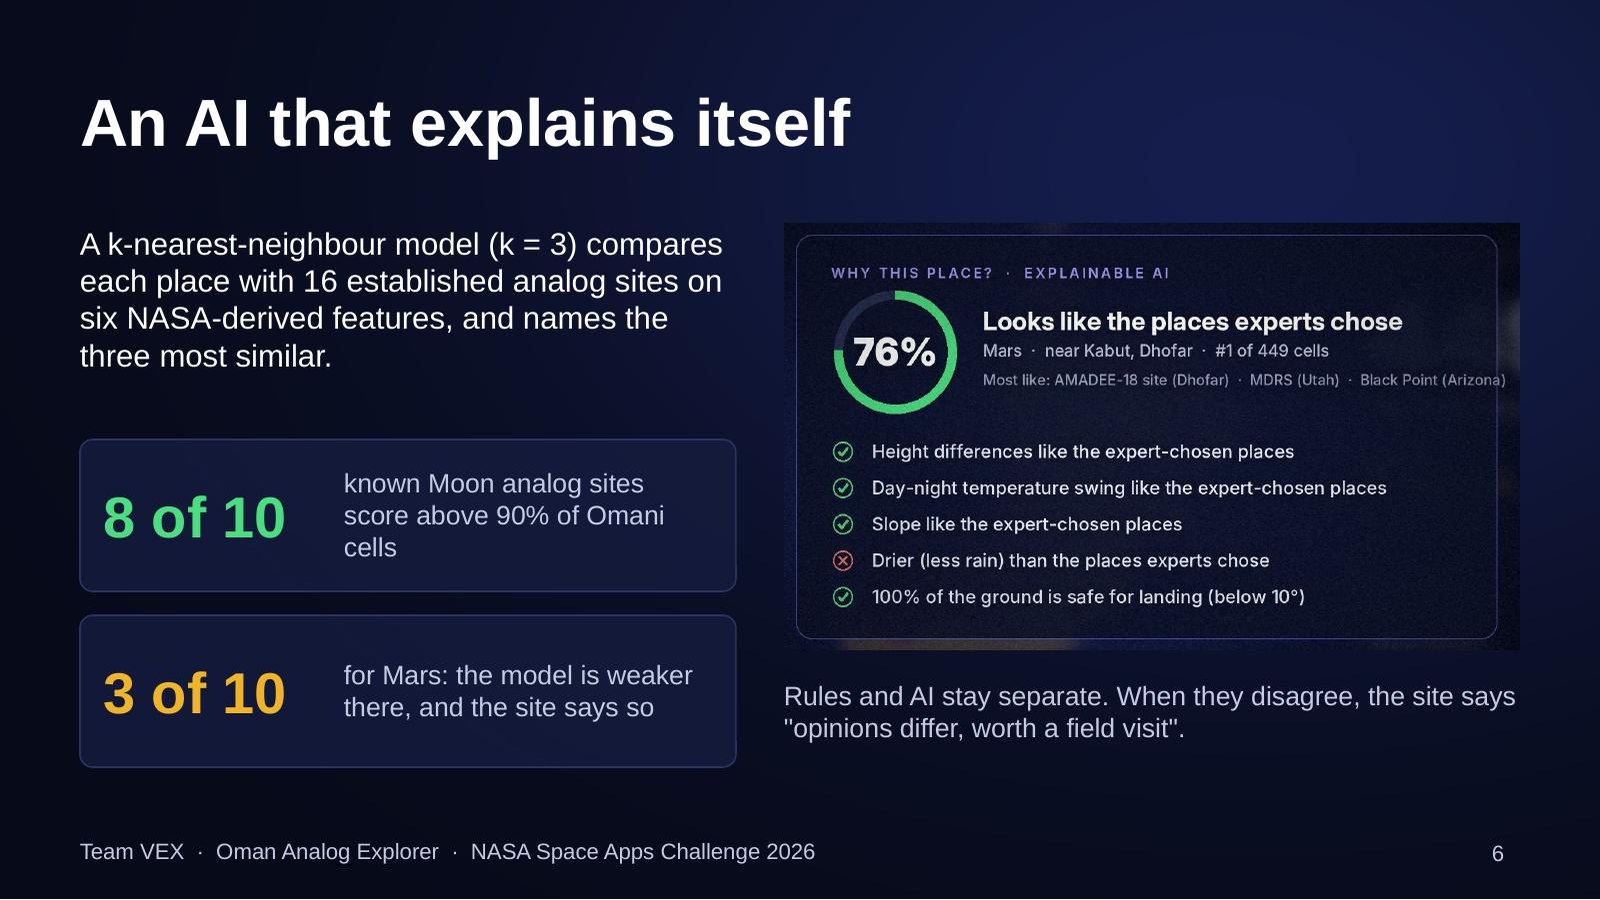 An AI that explains itself
A k-nearest-neighbour model (k = 3) compares
each place with 16 established analog sites on
six NASA-derived features, and names the
three most similar.
8 of 10
known Moon analog sites
score above 90% of Omani
cells
3 of 10
for Mars: the model is weaker
there, and the site says so
WHY THIS PLACE? · EXPLAINABLE AI
76%
Looks like the places experts chose
Mars · near Kabut, Dhofar · #1 of 449 cells
Most like: AMADEE-18 site (Dhofar) · MDRS (Utah) · Black Point (Arizona)
Height differences like the expert-chosen places
Day-night temperature swing like the expert-chosen places
Slope like the expert-chosen places
Drier (less rain) than the places experts chose
100% of the ground is safe for landing (below 10°)
Rules and AI stay separate. When they disagree, the site says
"opinions differ, worth a field visit".
Team VEX · Oman Analog Explorer · NASA Space Apps Challenge 2026
6